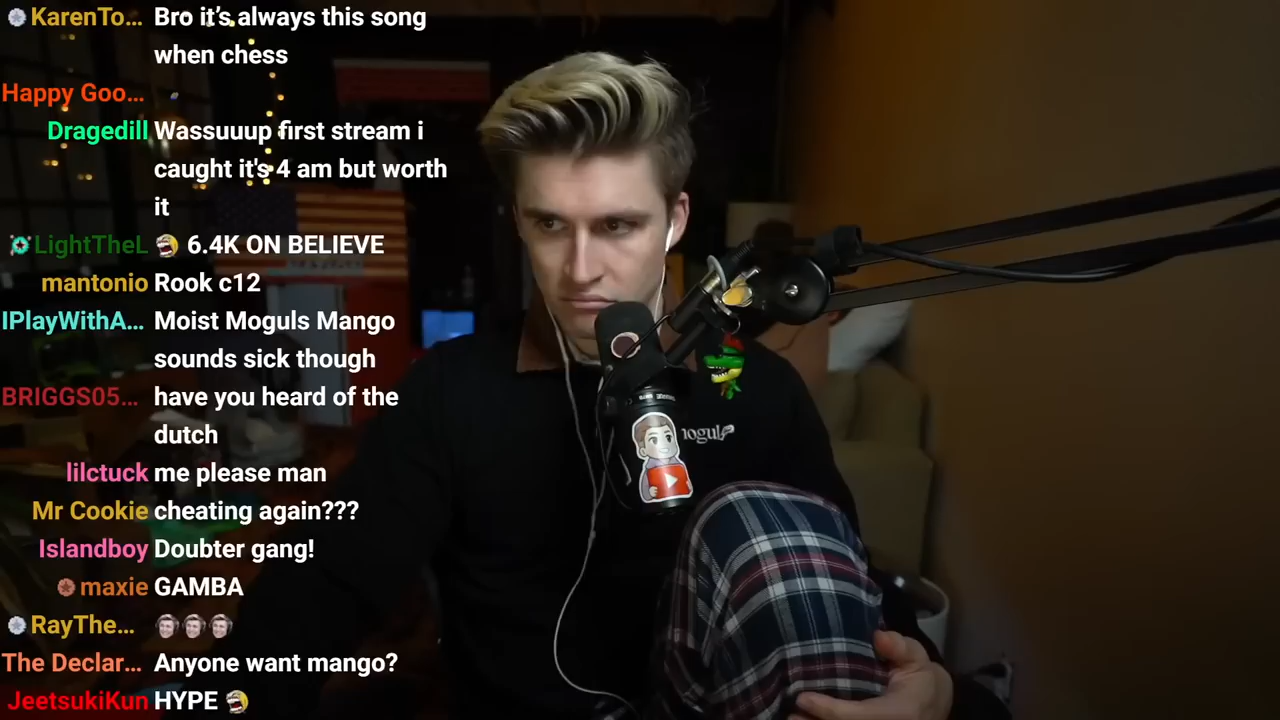 KarenTo... Bro it's always this song
when chess
Happy Goo...
Dragedill Wassuuup first stream i
caught it's 4 am but worth
it
LightTheL 6.4K ON BELIEVE
mantonio Rook c12
IPlayWithA... Moist Moguls Mango
sounds sick though
BRIGGS05... have you heard of the
dutch
lilctuck me please man
Mr Cookie cheating again???
Islandboy Doubter gang!
maxie GAMBA
RayThe...
The Declar... Anyone want mango?
JeetsukiKun HYPE
ogul